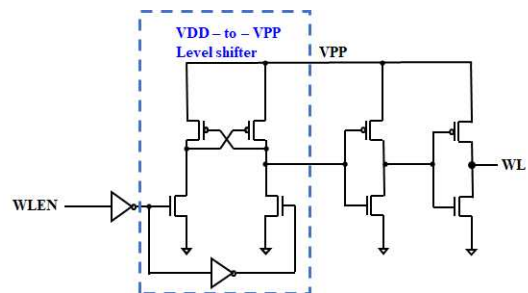 VDD – to – VPP
Level shifter
VPP
WLEN
WL